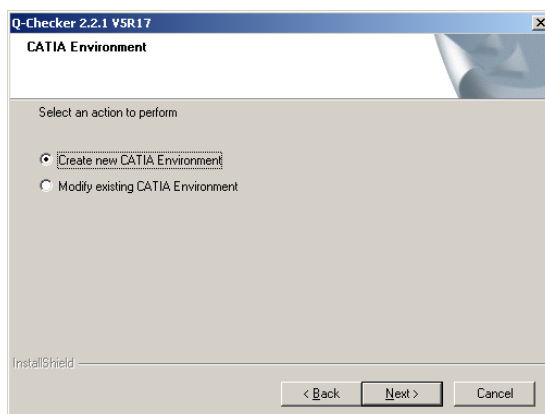 Q-Checker 2.2.1 V5R17
CATIA Environment
Select an action to perform
Create new CATIA Environment
Modify existing CATIA Environment
InstallShield
< Back
Next >
Cancel